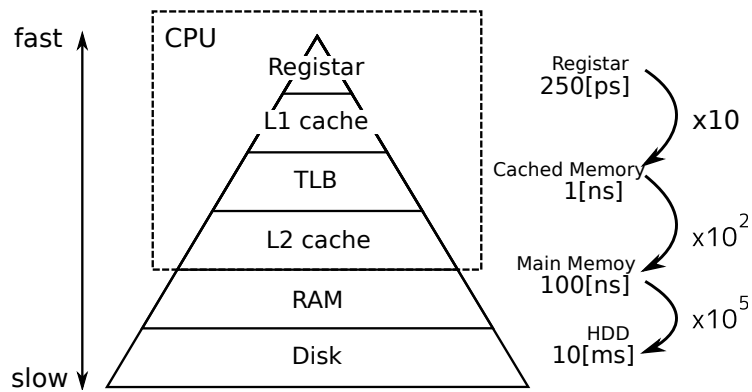 fast
CPU
Registar
L1 cache
TLB
L2 cache
RAM
Disk
slow
Registar
250[ps]
x10
Cached Memory
1[ns]
x10²
Main Memoy
100[ns]
x10⁵
HDD
10[ms]